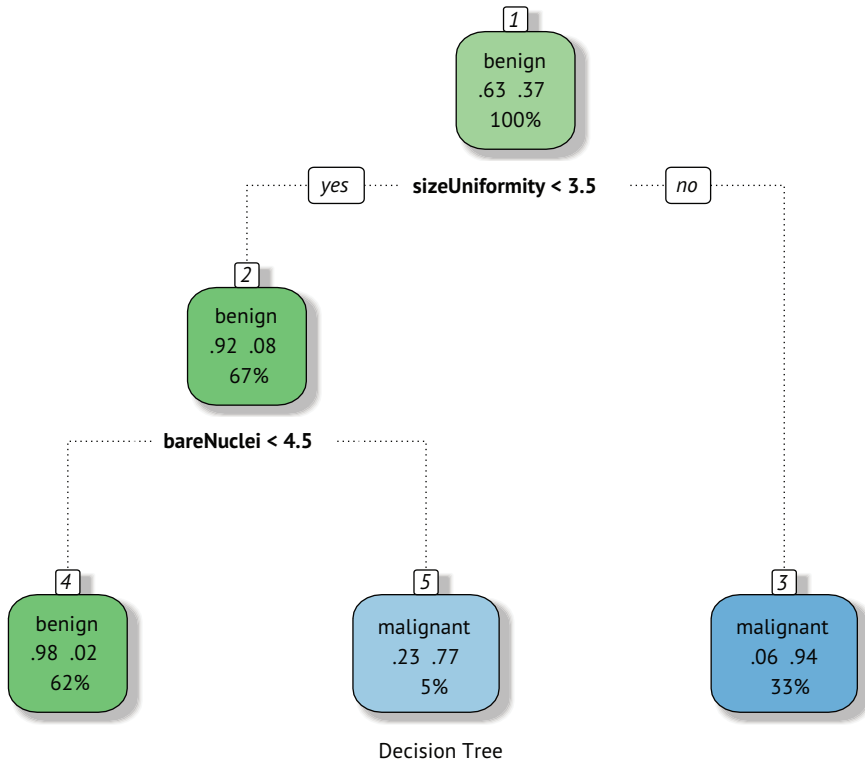 1
benign
.63 .37
100%
yes sizeUniformity < 3.5 no
2
benign
.92 .08
67%
bareNuclei < 4.5
4 5 3
benign malignant malignant
.98 .02 .23 .77 .06 .94
62% 5% 33%
Decision Tree